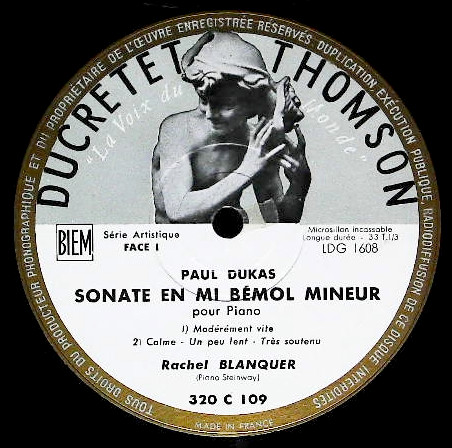 TOUS DROITS DU PRODUCTEUR PHONOGRAPHIQUE ET DU PROPRIÉTAIRE DE L'ŒUVRE ENREGISTRÉE RESERVÉS, DUPLICATION, EXÉCUTION PUBLIQUE, RADIODIFFUSION DE CE DISQUE INTERDITES
DUCRETET THOMSON
"La Voix du Monde"
BIEM
Série Artistique
FACE 1
Microsillon incassable
Longue durée - 33 T.1/3
LDG 1608
PAUL DUKAS
SONATE EN MI BÉMOL MINEUR
pour Piano
1) Modérément vite
2) Calme - Un peu lent - Très soutenu
Rachel BLANQUER
(Piano Steinway)
320 C 109
MADE IN FRANCE